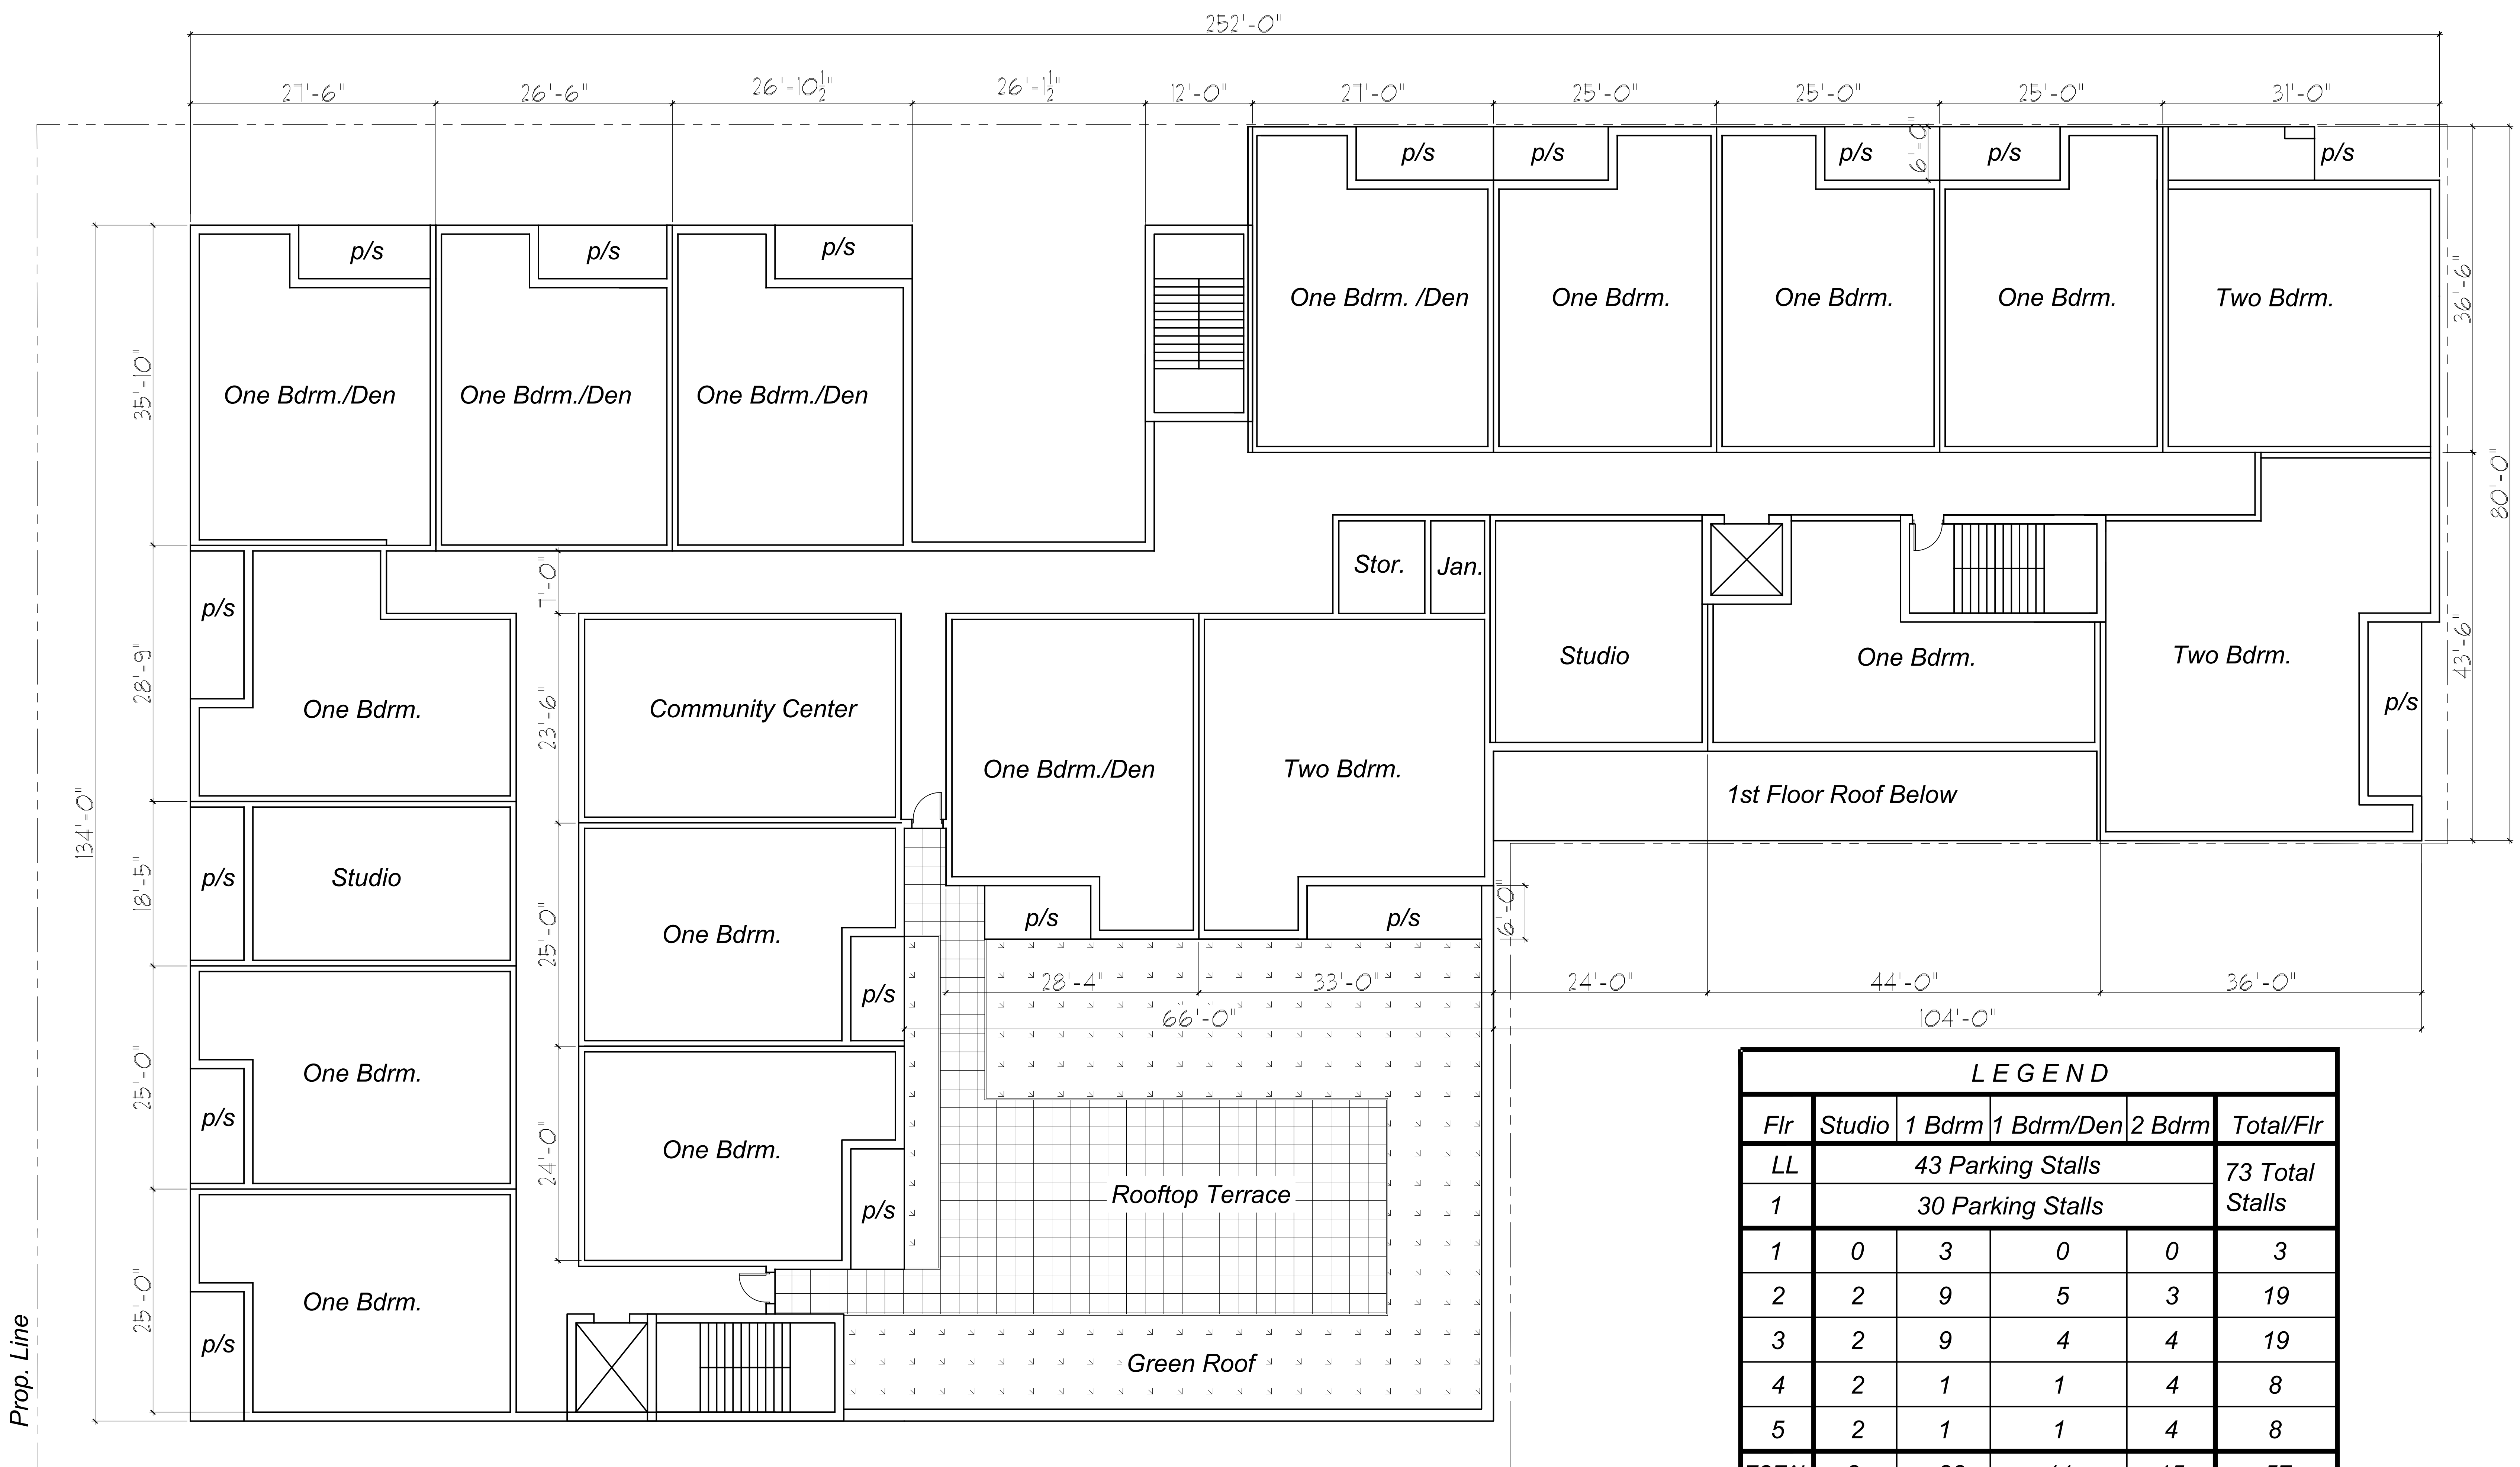 252'-0"
27'-6" 26'-6" 26'-10½" 26'-1½" 12'-0" 27'-0" 25'-0" 25'-0" 25'-0" 31'-0"
p/s p/s p/s p/s p/s
6'-0"
p/s p/s p/s
36'-6"
One Bdrm. /Den One Bdrm. One Bdrm. One Bdrm. Two Bdrm.
35'-10"
One Bdrm./Den One Bdrm./Den One Bdrm./Den
80'-0"
Stor. Jan.
7'-0"
p/s
28'-9"
Studio One Bdrm. Two Bdrm.
43'-6"
One Bdrm. Community Center
23'-6"
p/s
One Bdrm./Den Two Bdrm.
1st Floor Roof Below
134'-0"
18'-5"
p/s Studio
p/s p/s
6'-0"
One Bdrm.
25'-0"
p/s
28'-4" 33'-0" 24'-0" 44'-0" 36'-0"
66'-0" 104'-0"
One Bdrm.
25'-0"
p/s
24'-0"
One Bdrm.
Rooftop Terrace
p/s
One Bdrm.
25'-0"
p/s
Green Roof
Prop. Line
LEGEND
Flr Studio 1 Bdrm 1 Bdrm/Den 2 Bdrm Total/Flr
LL 43 Parking Stalls
73 Total
Stalls
1 30 Parking Stalls
1 0 3 0 0 3
2 2 9 5 3 19
3 2 9 4 4 19
4 2 1 1 4 8
5 2 1 1 4 8